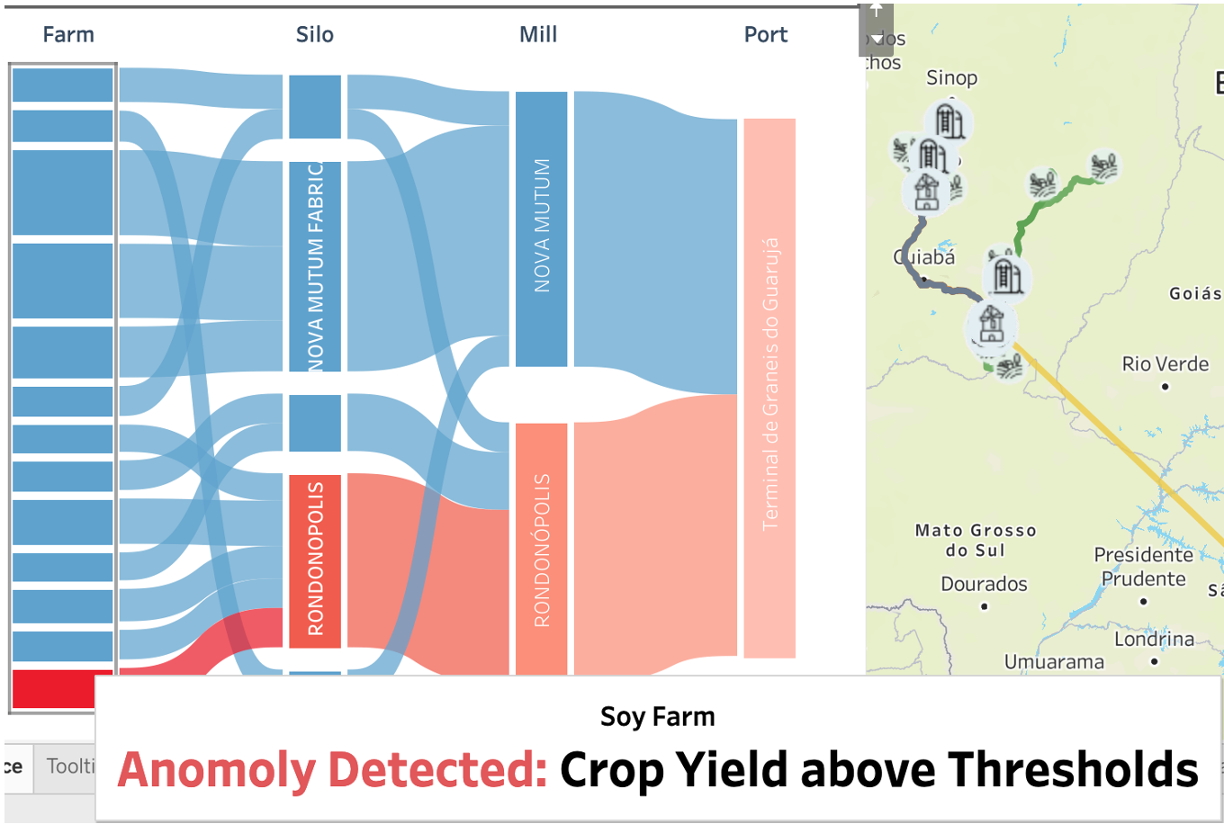 Farm
Silo
Mill
Port
NOVA MUTUM FABRIC
RONDONOPOLIS
NOVA MUTUM
RONDONÓPOLIS
Terminal de Graneis do Guarujá
dos
hos
Sinop
Cuiabá
Goiás
Rio Verde
Mato Grosso
do Sul
Dourados
Presidente
Prudente
Londrina
Umuarama
ce
Toolti
Soy Farm
Anomoly Detected: Crop Yield above Thresholds